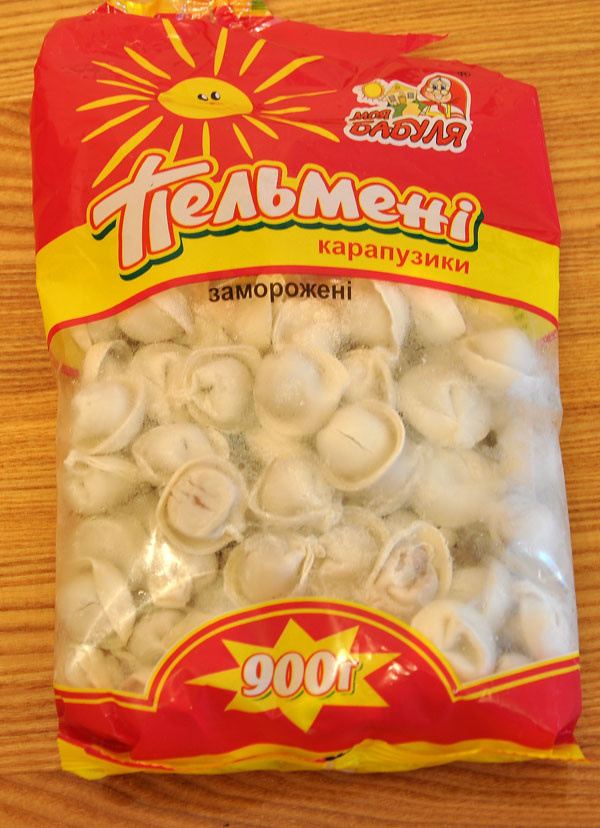 моя
бабуля
Пельмені
карапузики
заморожені
900г